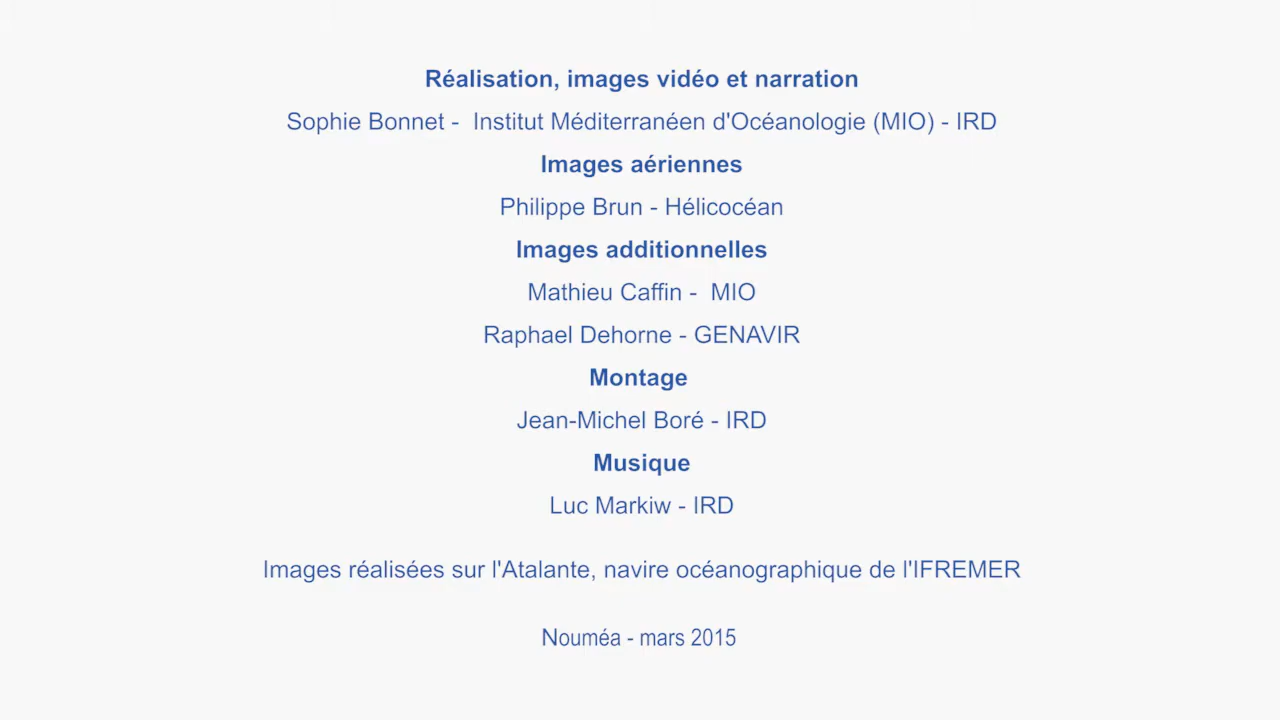 Réalisation, images vidéo et narration
Sophie Bonnet -  Institut Méditerranéen d'Océanologie (MIO) - IRD
Images aériennes
Philippe Brun - Hélicocéan
Images additionnelles
Mathieu Caffin -  MIO
Raphael Dehorne - GENAVIR
Montage
Jean-Michel Boré - IRD
Musique
Luc Markiw - IRD
Images réalisées sur l'Atalante, navire océanographique de l'IFREMER
Nouméa - mars 2015